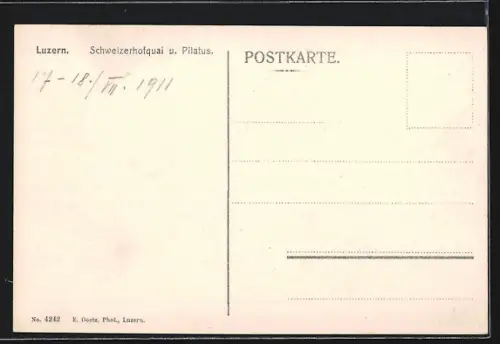 Luzern. Schweizerhofquai u. Pilatus.
17-18./VII. 1911
POSTKARTE.
No. 4242 E. Goetz, Phot., Luzern.